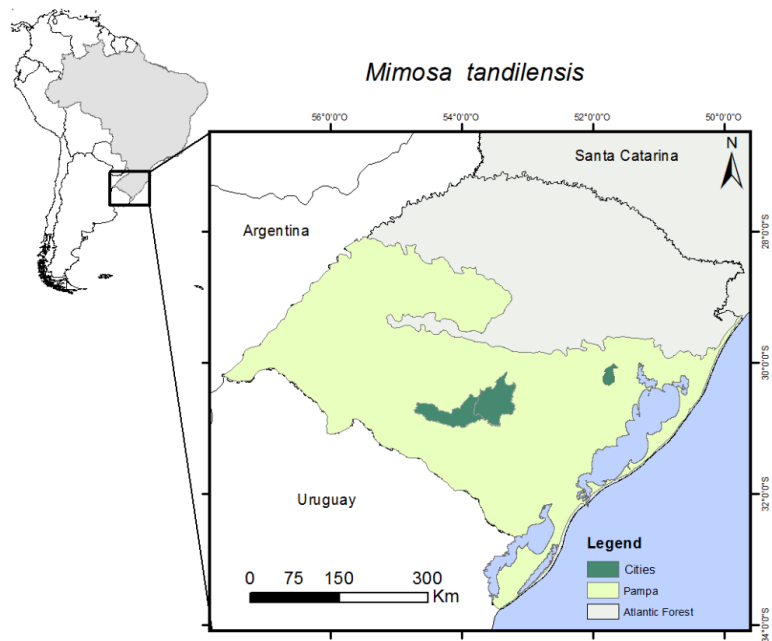 Mimosa tandilensis
56°0'0"O 54°0'0"O 52°0'0"O 50°0'0"O
Santa Catarina
N
Argentina
28°0'0"S
30°0'0"S
Uruguay
32°0'0"S
Legend
Cities
Pampa
Atlantic Forest
0 75 150 300
Km
34°0'0"S